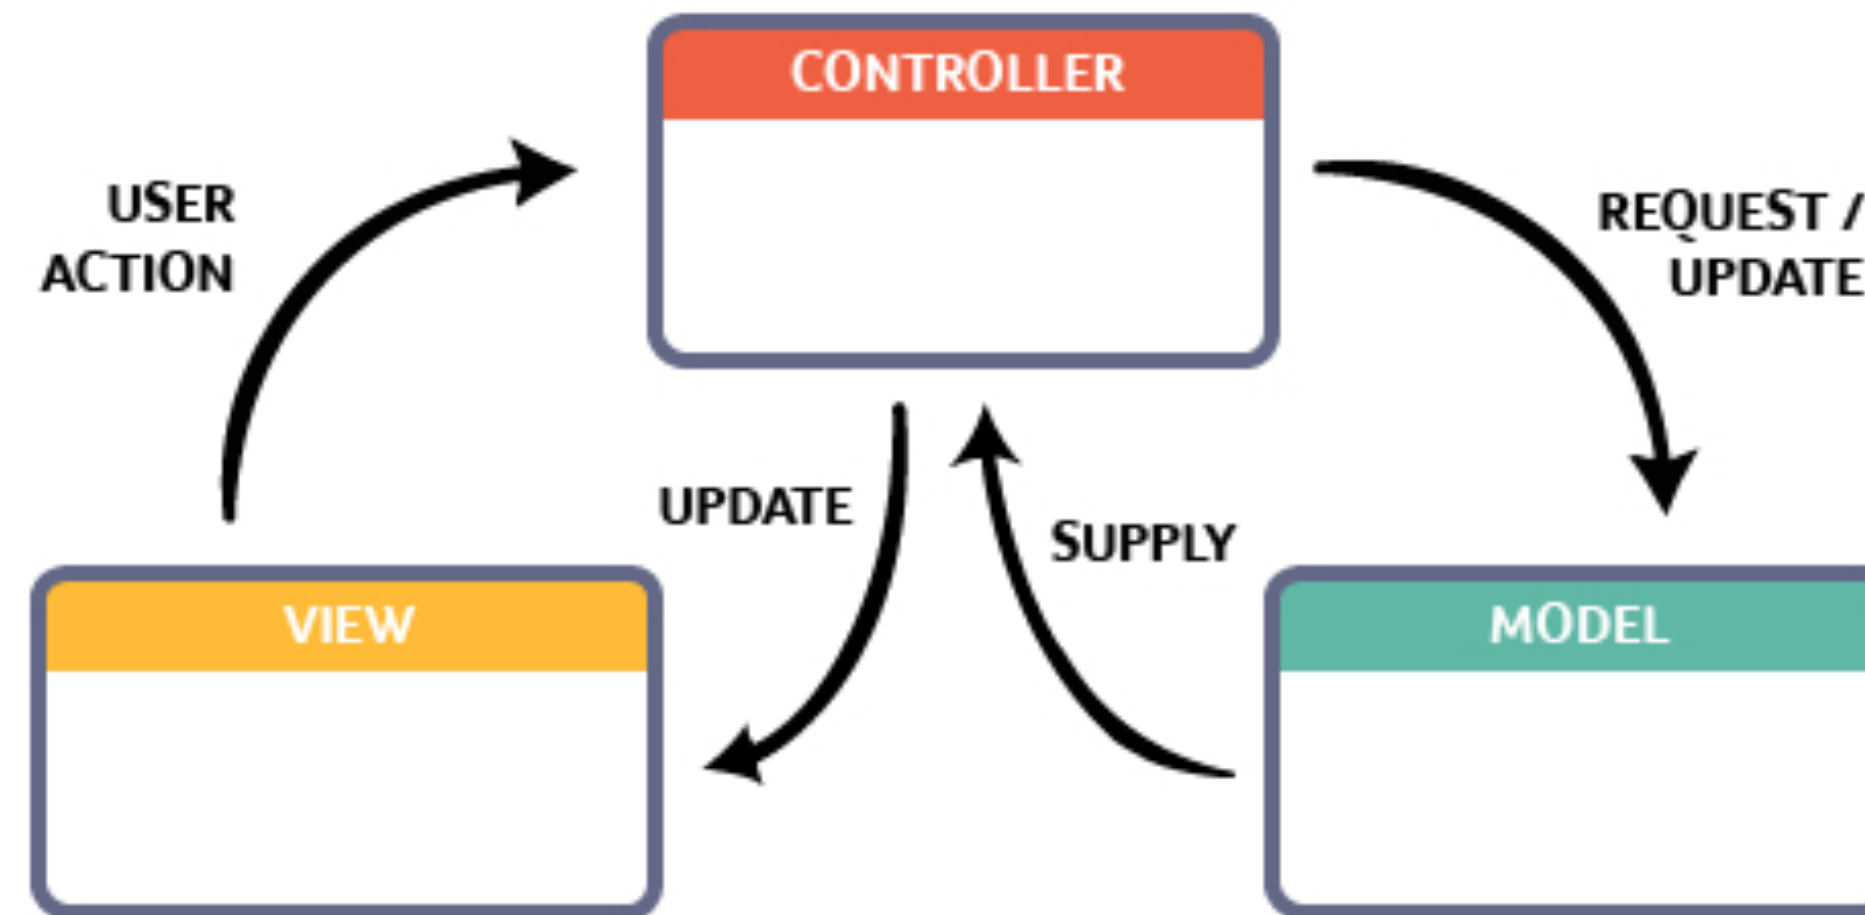 CONTROLLER
USER
ACTION
REQUEST /
UPDATE
UPDATE
SUPPLY
VIEW
MODEL